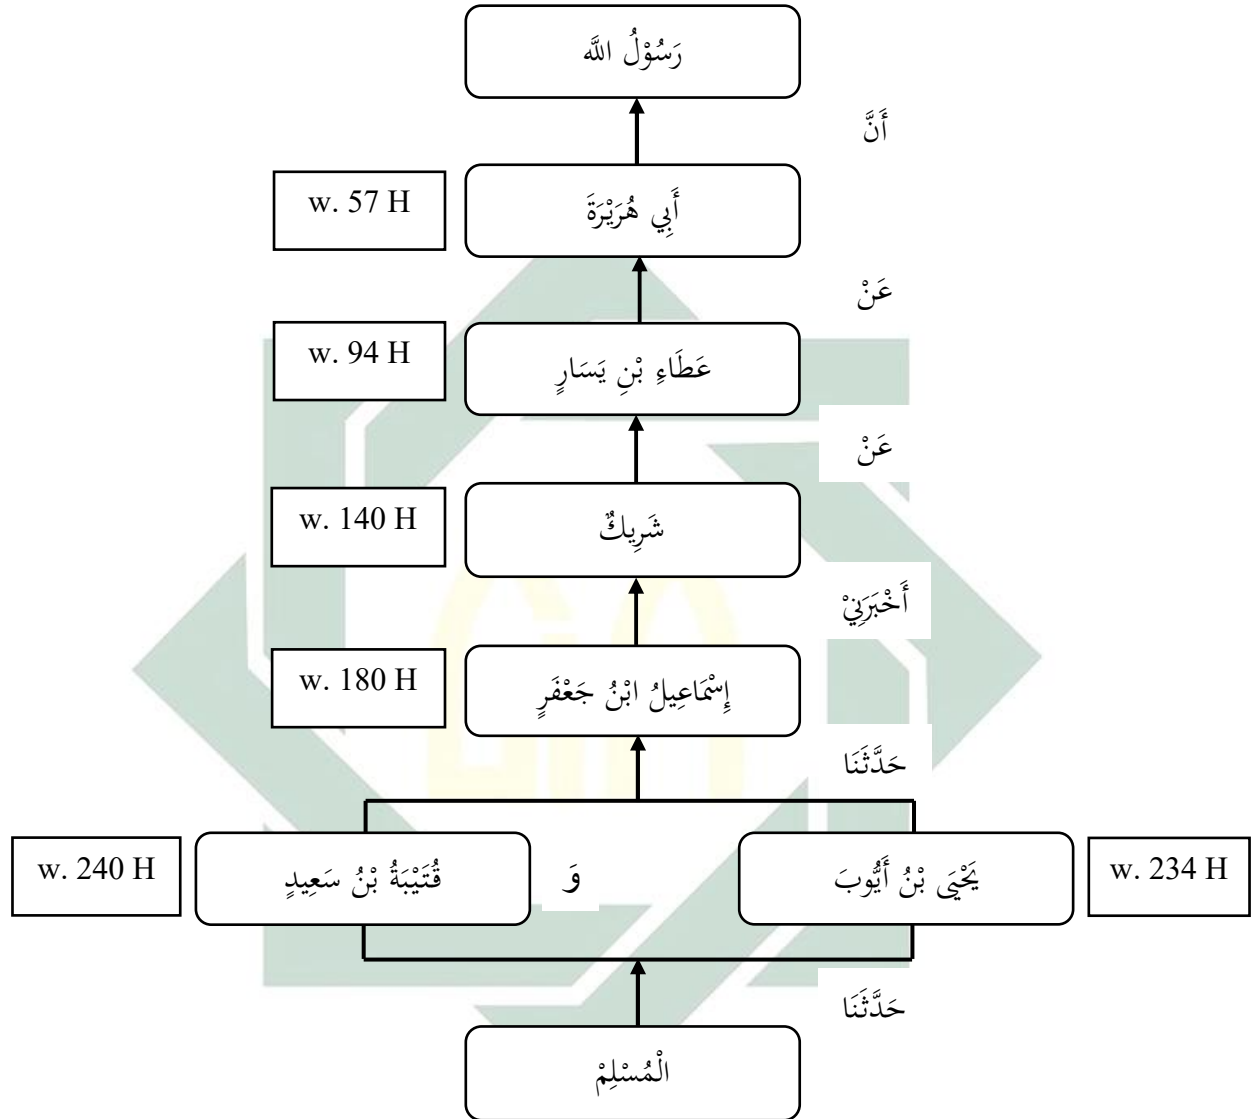 رَسُوْلُ اللَّه
أَنَّ
w. 57 H
أَبِي هُرَيْرَةَ
عَنْ
w. 94 H
عَطَاءِ بْنِ يَسَارٍ
عَنْ
w. 140 H
شَرِيكٌ
أَخْبَرَنِيْ
w. 180 H
إِسْمَاعِيلُ ابْنُ جَعْفَرٍ
حَدَّثَنَا
w. 240 H
قُتَيْبَةُ بْنُ سَعِيدٍ
وَ
يَحْيَى بْنُ أَيُّوبَ
w. 234 H
حَدَّثَنَا
الْمُسْلِمْ